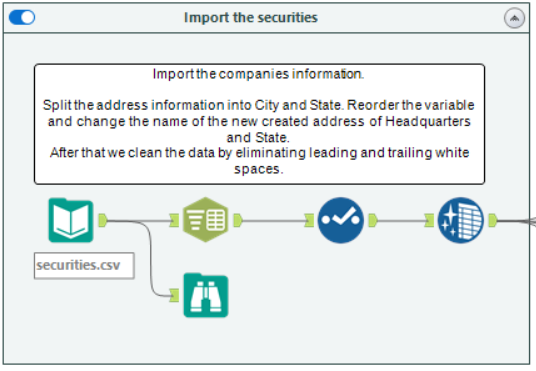 Import the securities
Import the companies information.
Split the address information into City and State. Reorder the variable
and change the name of the new created address of Headquarters
and State.
After that we clean the data by eliminating leading and trailing white
spaces.
securities.csv